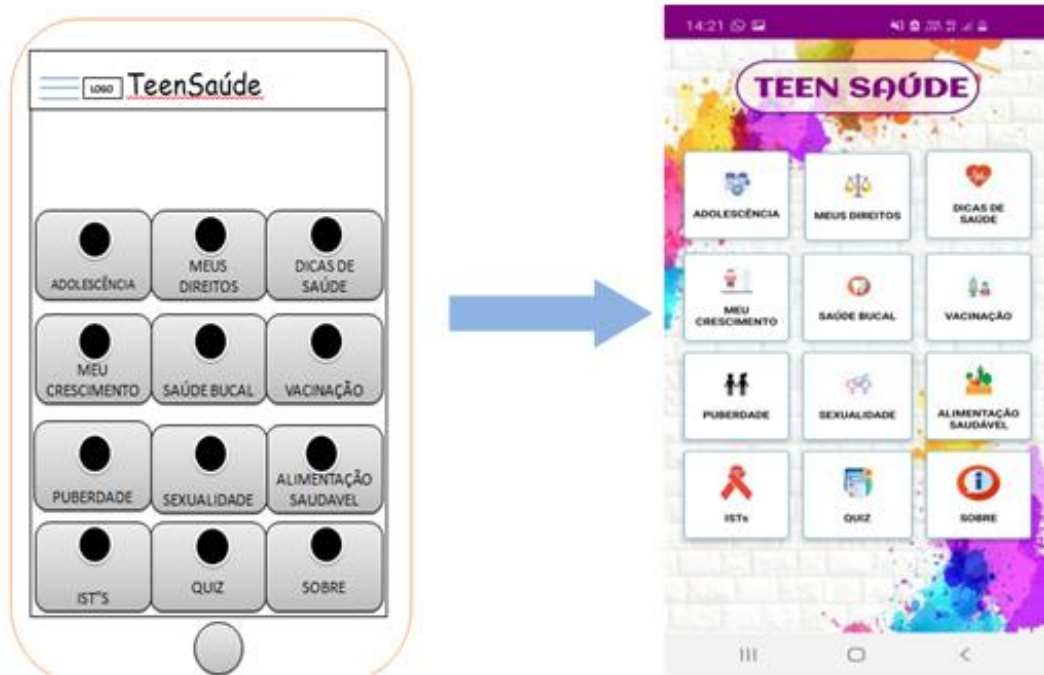 LOGO TeenSaúde
ADOLESCÊNCIA
MEUS
DIREITOS
DICAS DE
SAÚDE
MEU
CRESCIMENTO
SAÚDE BUCAL
VACINAÇÃO
PUBERDADE
SEXUALIDADE
ALIMENTAÇÃO
SAUDAVEL
IST"S
QUIZ
SOBRE
14:21
TEEN SAÚDE
ADOLESCÊNCIA
MEUS DIREITOS
DICAS DE
SAÚDE
MEU
CRESCIMENTO
SAÚDE BUCAL
VACINAÇÃO
PUBERDADE
SEXUALIDADE
ALIMENTAÇÃO
SAUDÁVEL
ISTs
QUIZ
SOBRE